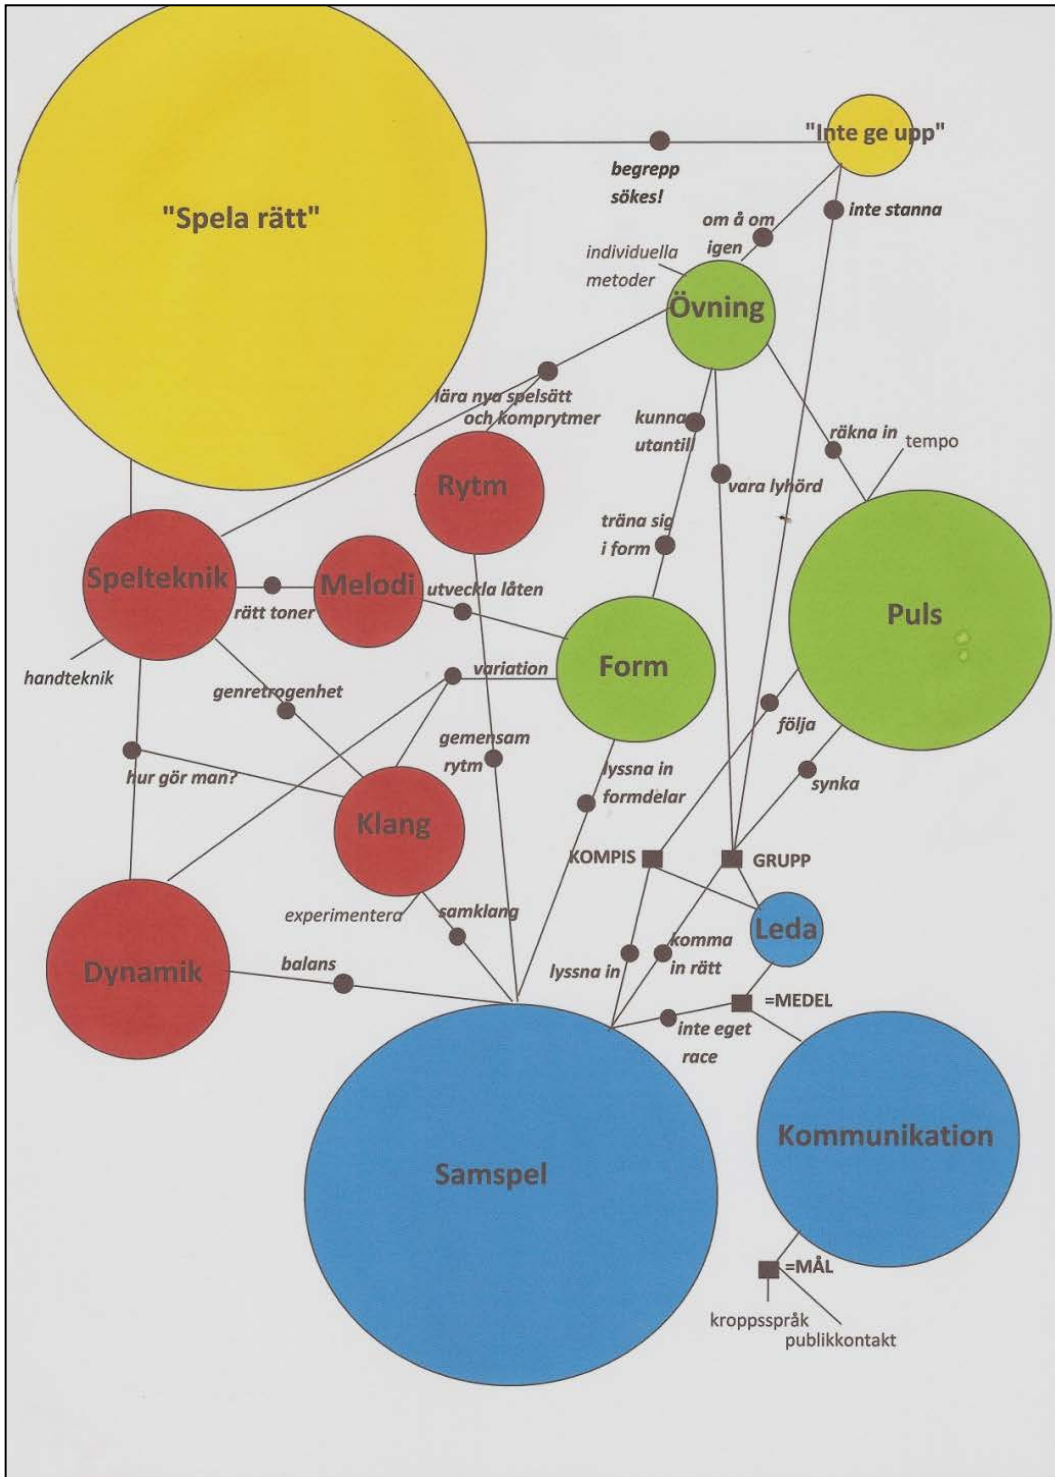 "Inte ge upp"
begrepp
sökes!
"Spela rätt"
inte stanna
om å om
igen
individuella
metoder
Övning
lära nya spelsätt
och komprytmer
kunna
utantill
räkna in
tempo
Rytm
vara lyhörd
träna sig
i form
Spelteknik
rätt toner
Melodi
utveckla låten
Puls
handteknik
genretrogenhet
variation
Form
följa
hur gör man?
gemensam
rytm
lyssna in
formdelar
synka
Klang
KOMPIS
GRUPP
experimentera
samklang
Leda
Dynamik
balans
lyssna in
komma
in rätt
=MEDEL
inte eget
race
Samspel
Kommunikation
=MÅL
kroppsspråk
publikkontakt